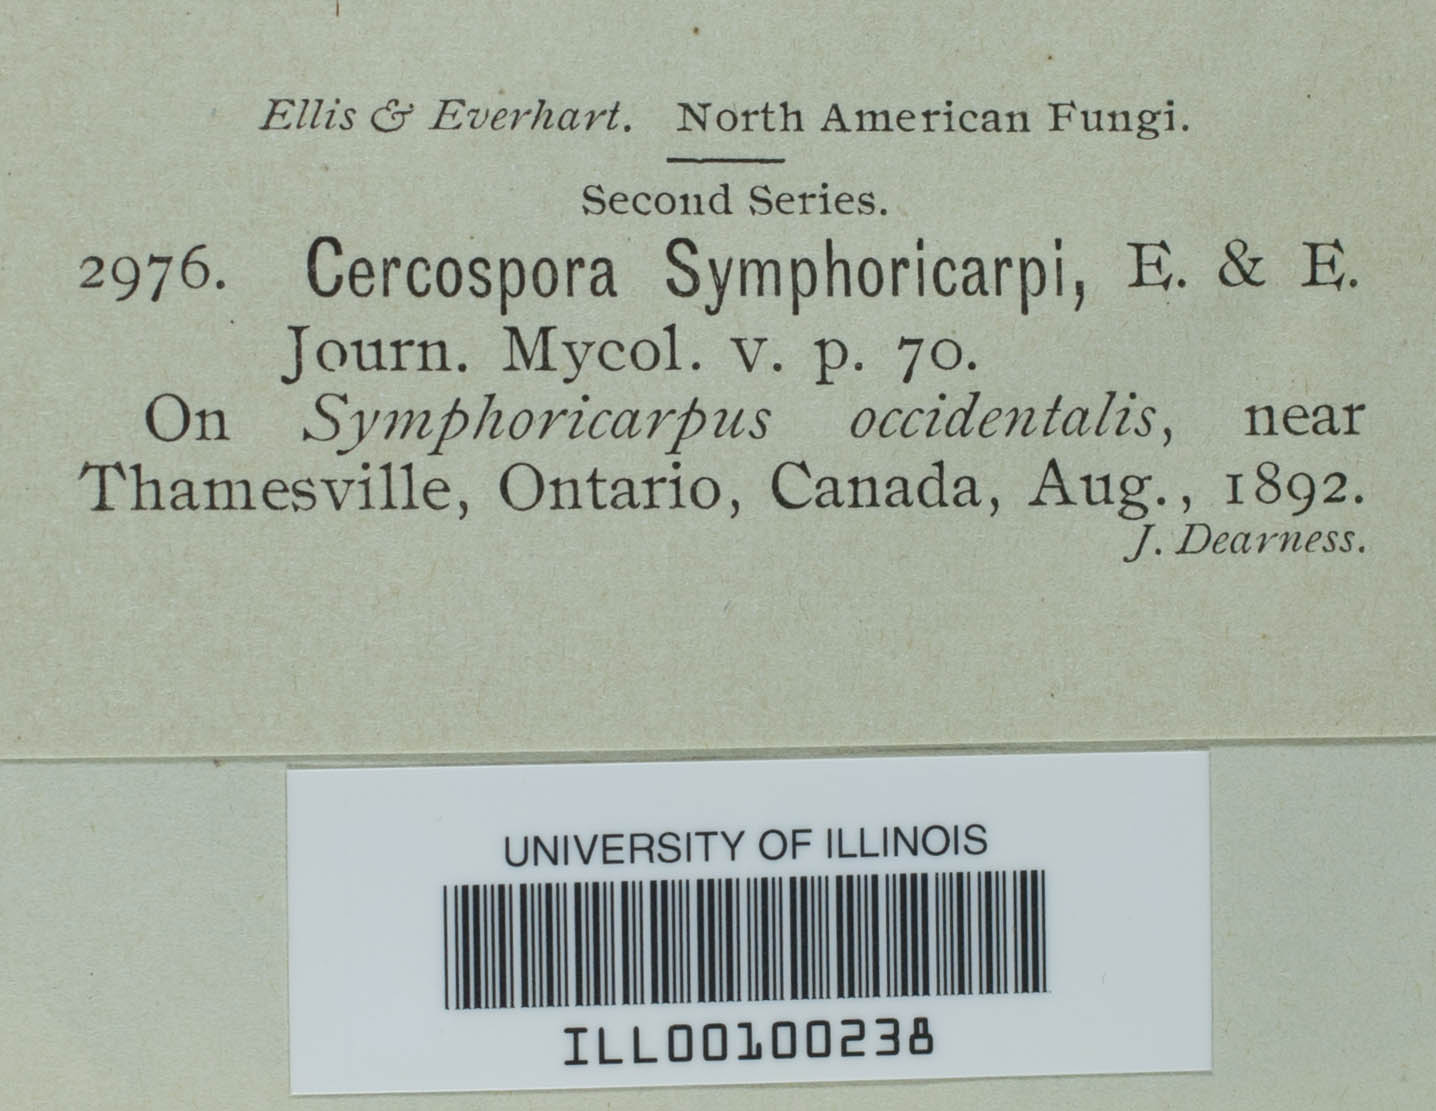 Ellis & Everhart. North American Fungi.
Second Series.
2976. Cercospora Symphoricarpi, E. & E.
Journ. Mycol. v. p. 70.
On Symphoricarpus occidentalis, near
Thamesville, Ontario, Canada, Aug., 1892.
J. Dearness.
UNIVERSITY OF ILLINOIS
ILL00100238